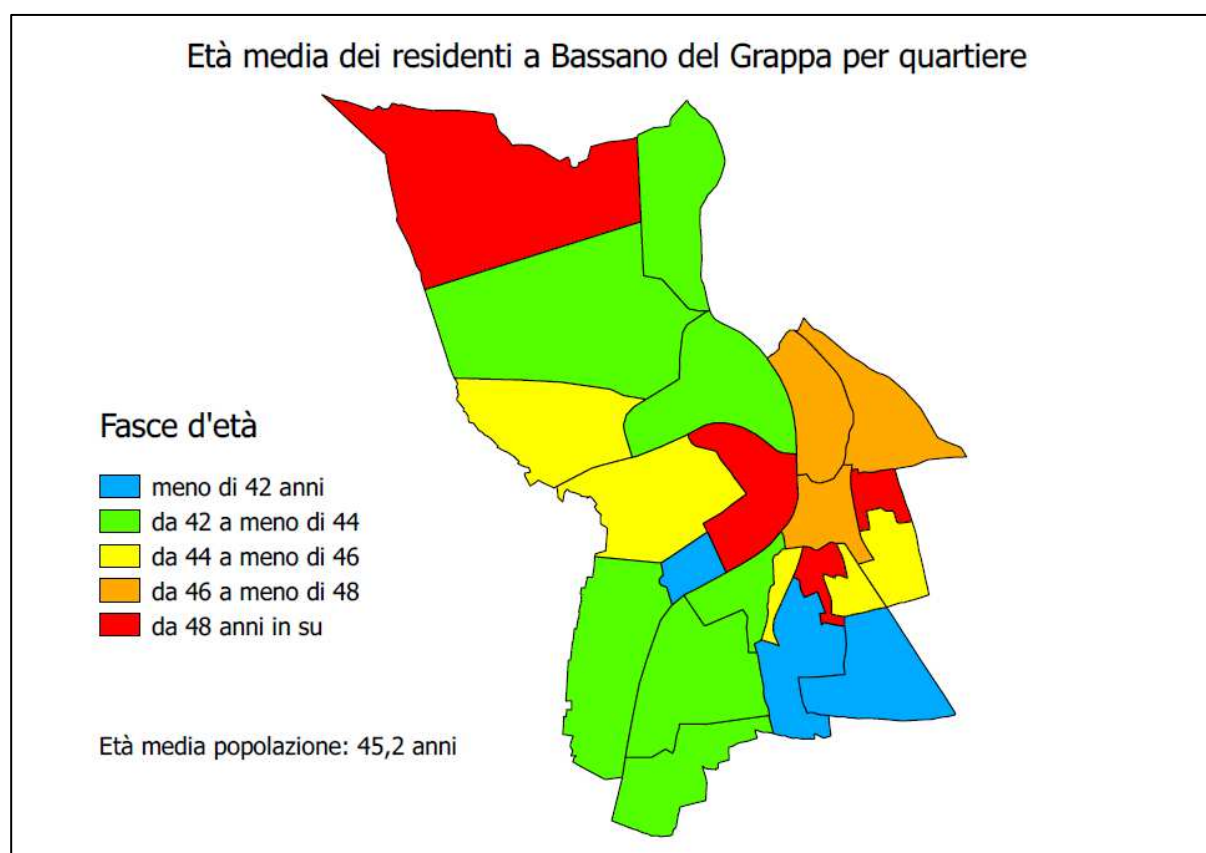 Età media dei residenti a Bassano del Grappa per quartiere
Fasce d'età
meno di 42 anni
da 42 a meno di 44
da 44 a meno di 46
da 46 a meno di 48
da 48 anni in su
Età media popolazione: 45,2 anni